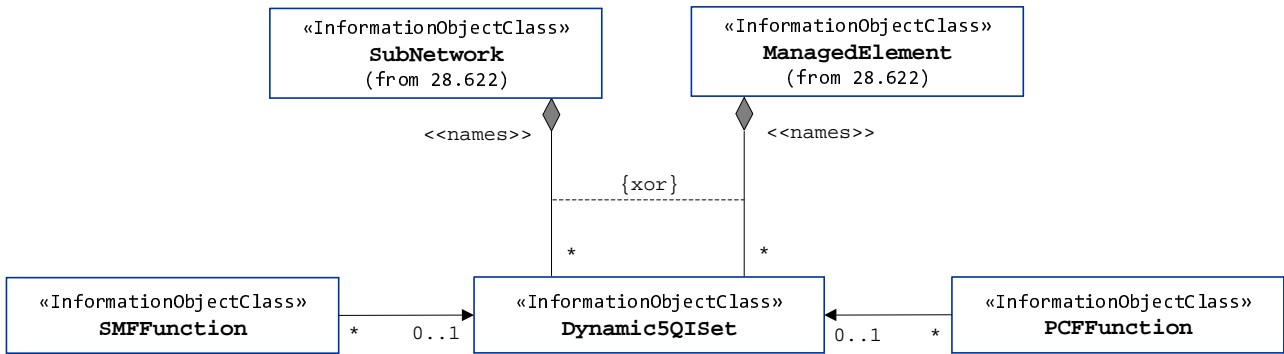 «InformationObjectClass»
SubNetwork
(from 28.622)
«InformationObjectClass»
ManagedElement
(from 28.622)
<<names>>
<<names>>
{xor}
*
*
«InformationObjectClass»
SMFFunction
*
0..1
«InformationObjectClass»
Dynamic5QISet
0..1
*
«InformationObjectClass»
PCFFunction